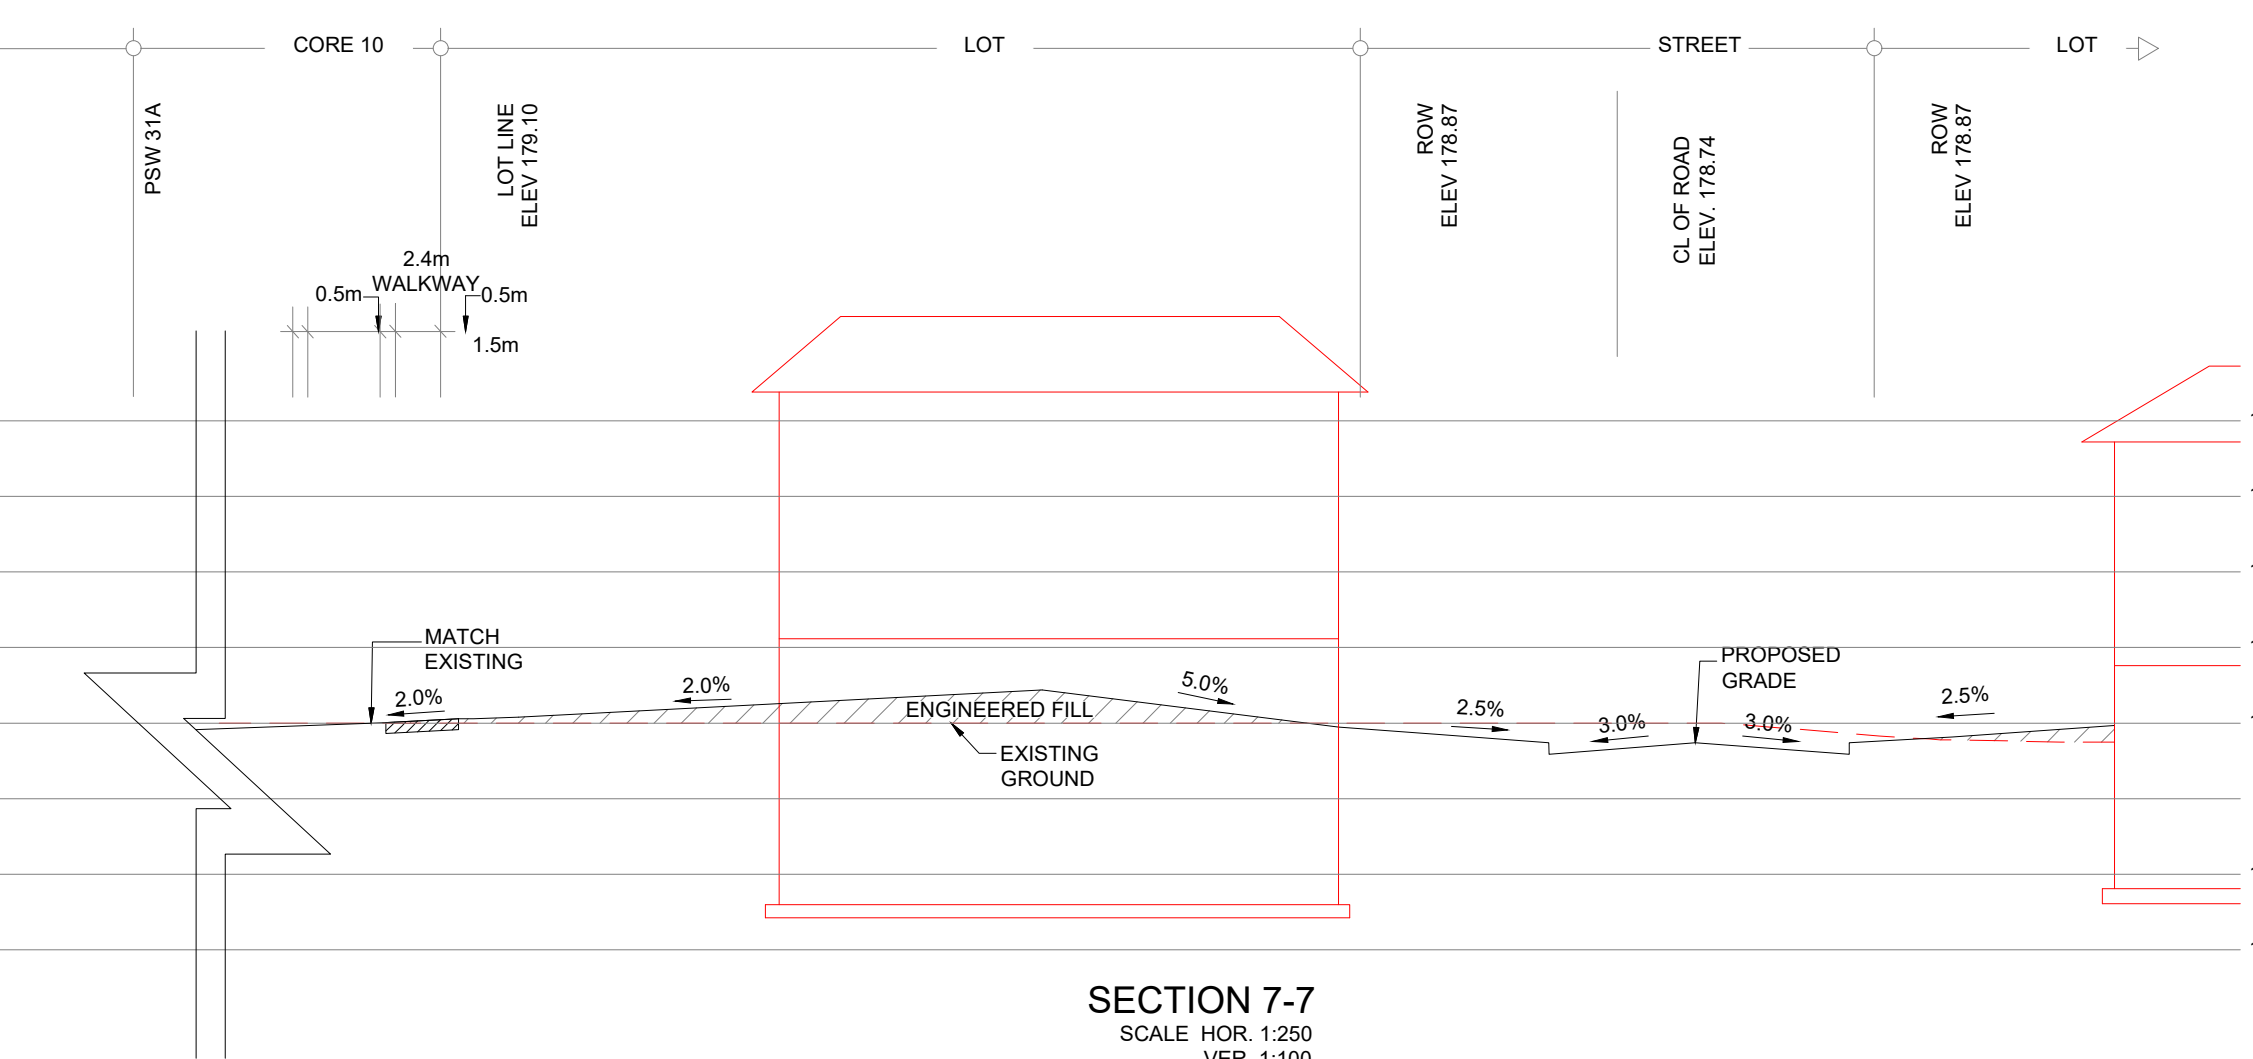 CORE 10
LOT
STREET
LOT
PSW 31A
LOT LINE
ELEV 179.10
ROW
ELEV 178.87
CL OF ROAD
ELEV. 178.74
ROW
ELEV 178.87
2.4m
WALKWAY
0.5m
0.5m
1.5m
MATCH
EXISTING
2.0%
2.0%
5.0%
ENGINEERED FILL
EXISTING
GROUND
2.5%
PROPOSED
GRADE
3.0%
3.0%
2.5%
SECTION 7-7
SCALE HOR. 1:250
VER. 1:100